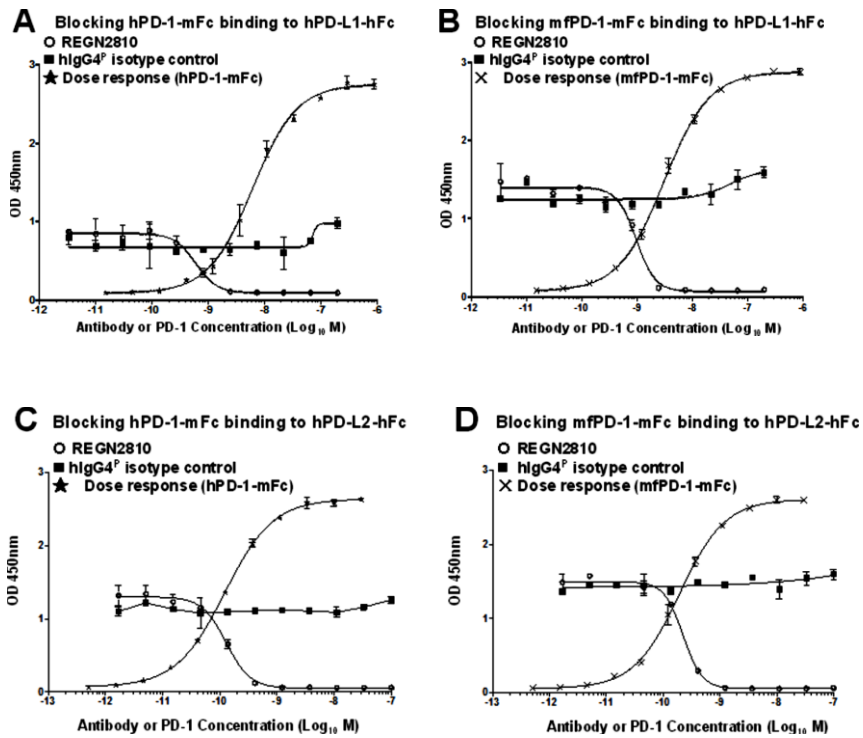 A Blocking hPD-1-mFc binding to hPD-L1-hFc
REGN2810
hIgG4ᴾ isotype control
Dose response (hPD-1-mFc)
3
2
1
0
OD 450nm
-12 -11 -10 -9 -8 -7 -6
Antibody or PD-1 Concentration (Log₁₀ M)
B Blocking mfPD-1-mFc binding to hPD-L1-hFc
REGN2810
hIgG4ᴾ isotype control
Dose response (mfPD-1-mFc)
3
2
1
0
OD 450nm
-12 -11 -10 -9 -8 -7 -6
Antibody or PD-1 Concentration (Log₁₀ M)
C Blocking hPD-1-mFc binding to hPD-L2-hFc
REGN2810
hIgG4ᴾ isotype control
Dose response (hPD-1-mFc)
3
2
1
0
OD 450nm
-13 -12 -11 -10 -9 -8 -7
Antibody or PD-1 Concentration (Log₁₀ M)
D Blocking mfPD-1-mFc binding to hPD-L2-hFc
REGN2810
hIgG4ᴾ isotype control
Dose response (mfPD-1-mFc)
3
2
1
0
OD 450nm
-13 -12 -11 -10 -9 -8 -7
Antibody or PD-1 Concentration (Log₁₀ M)